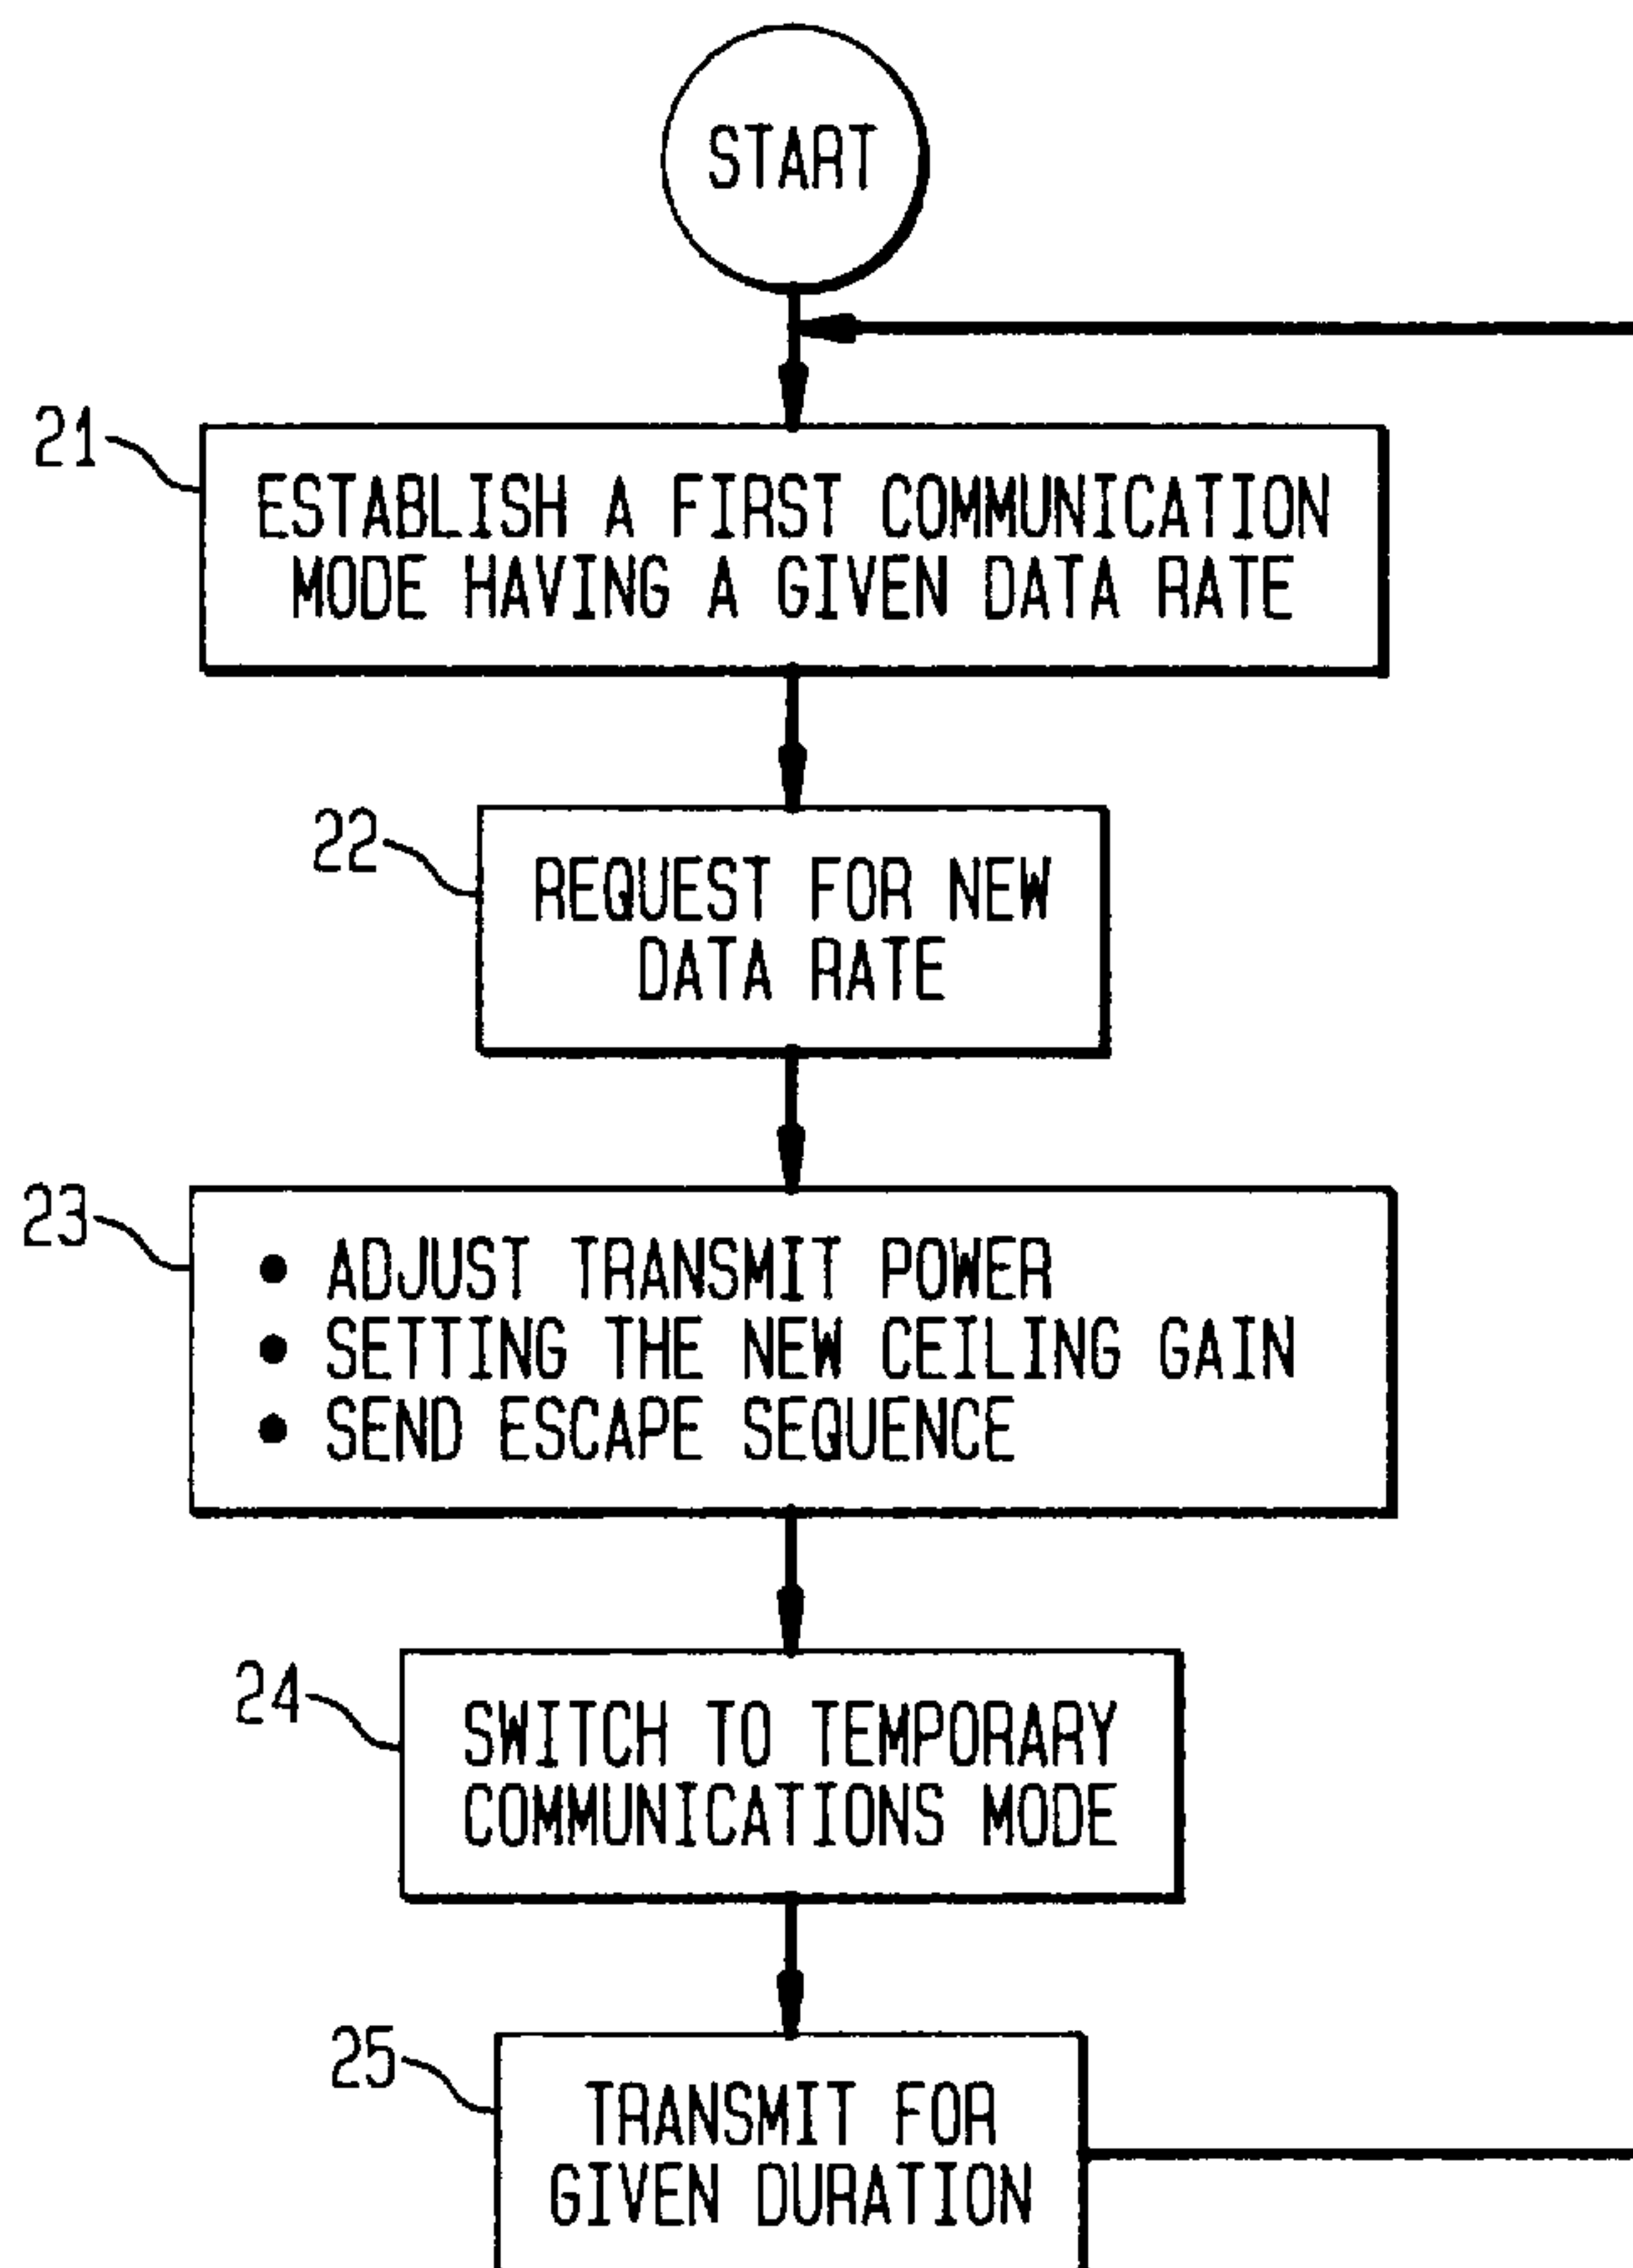 START
21
ESTABLISH A FIRST COMMUNICATION
MODE HAVING A GIVEN DATA RATE
22
REQUEST FOR NEW
DATA RATE
23
● ADJUST TRANSMIT POWER
● SETTING THE NEW CEILING GAIN
● SEND ESCAPE SEQUENCE
24
SWITCH TO TEMPORARY
COMMUNICATIONS MODE
25
TRANSMIT FOR
GIVEN DURATION